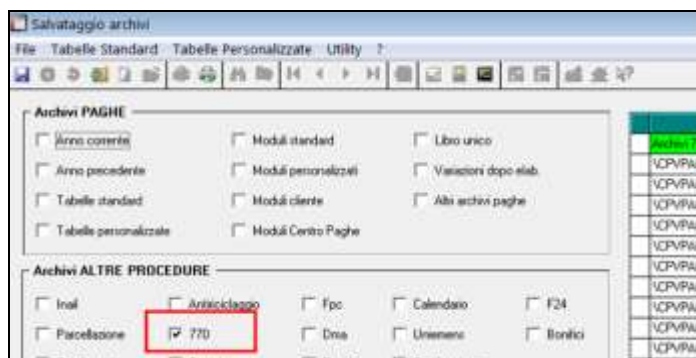 Salvataggio archivi
File Tabelle Standard Tabelle Personalizzate Utility ?
Archivi PAGHE
Anno corrente Moduli standard Libro unico
Anno precedente Moduli personalizzati Variazioni dopo elab.
Tabelle standard Moduli cliente Altri archivi paghe
Tabelle personalizzate Moduli Centro Paghe
Archivi ALTRE PROCEDURE
Inail Antiriciclaggio Fpc Calendario F24
Parcellazione 770 Dma Uniemens Bonifici
Archivi 7
\CPVPA
\CPVPA
\CPVPA
\CPVPA
\CPVPA
\CPVPA
\CPVPA
\CPVPA
\CPVPA
\CPVPA